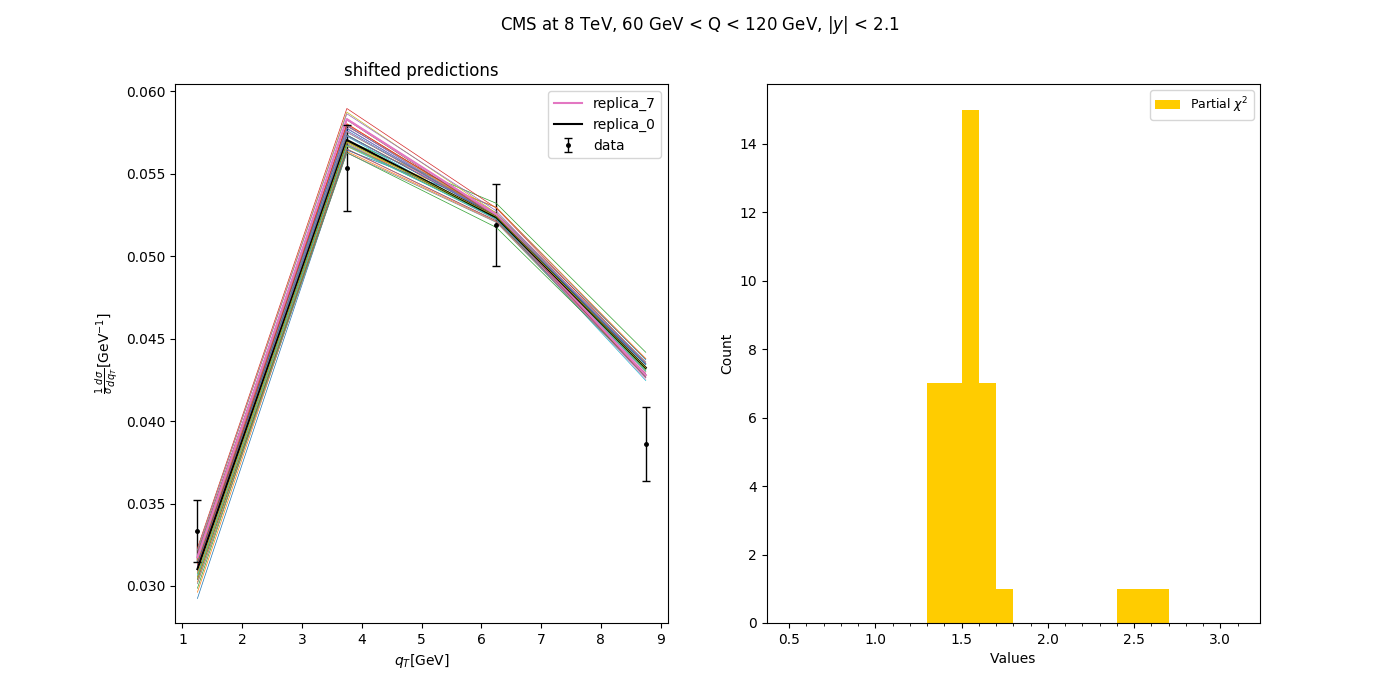 CMS at 8 TeV, 60 GeV < Q < 120 GeV, |y| < 2.1
shifted predictions
replica_7
replica_0
data
0.060
0.055
0.050
0.045
0.040
0.035
0.030
1 2 3 4 5 6 7 8 9
q_T[GeV]
\frac{1}{σ}\frac{dσ}{dq_T}[GeV⁻¹]
Partial χ²
14
12
10
8
6
4
2
0
0.5 1.0 1.5 2.0 2.5 3.0
Values
Count